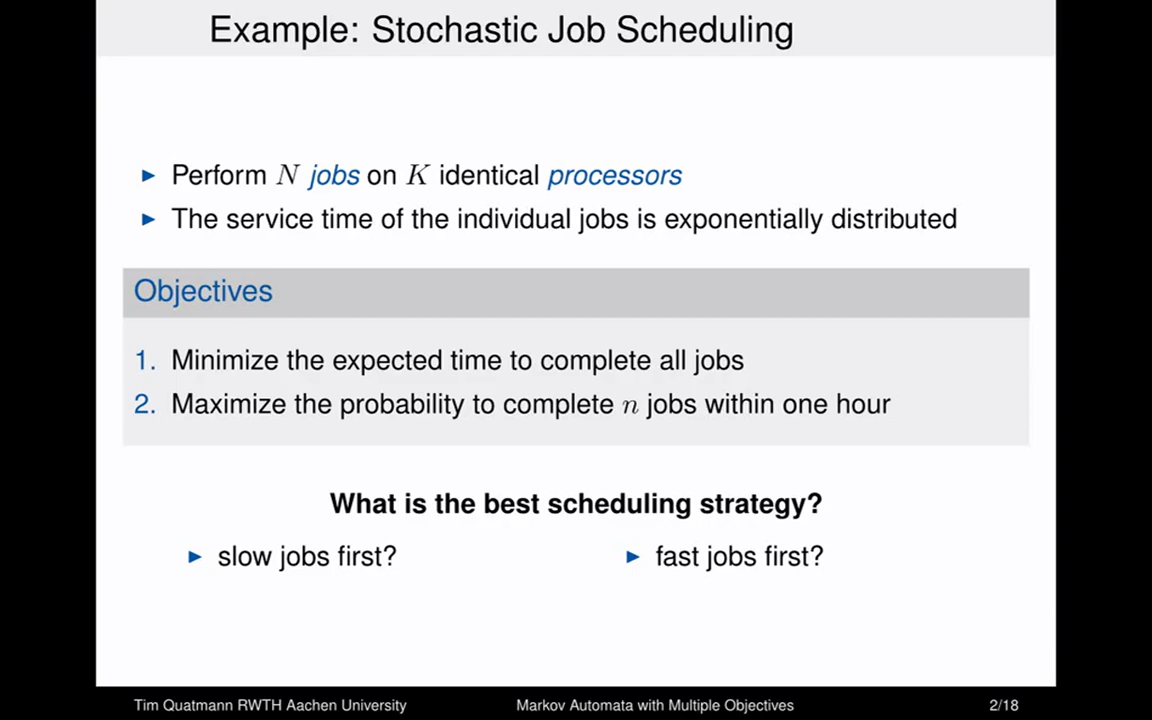 Example: Stochastic Job Scheduling
► Perform N jobs on K identical processors
► The service time of the individual jobs is exponentially distributed
Objectives
1. Minimize the expected time to complete all jobs
2. Maximize the probability to complete n jobs within one hour
What is the best scheduling strategy?
► slow jobs first? ► fast jobs first?
Tim Quatmann RWTH Aachen University Markov Automata with Multiple Objectives 2/18